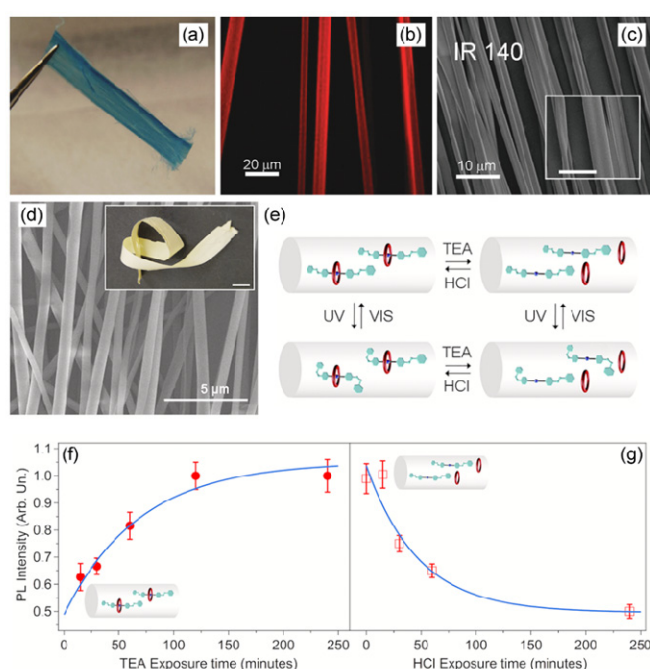 (a)
(b)
20 µm
(c)
IR 140
10 µm
(d)
5 µm
(e)
TEA
HCl
UV VIS
UV VIS
TEA
HCl
(f)
PL Intensity (Arb. Un.)
1.1
1.0
0.9
0.8
0.7
0.6
0.5
0 50 100 150 200 250
TEA Exposure time (minutes)
(g)
0 50 100 150 200 250
HCl Exposure time (minutes)